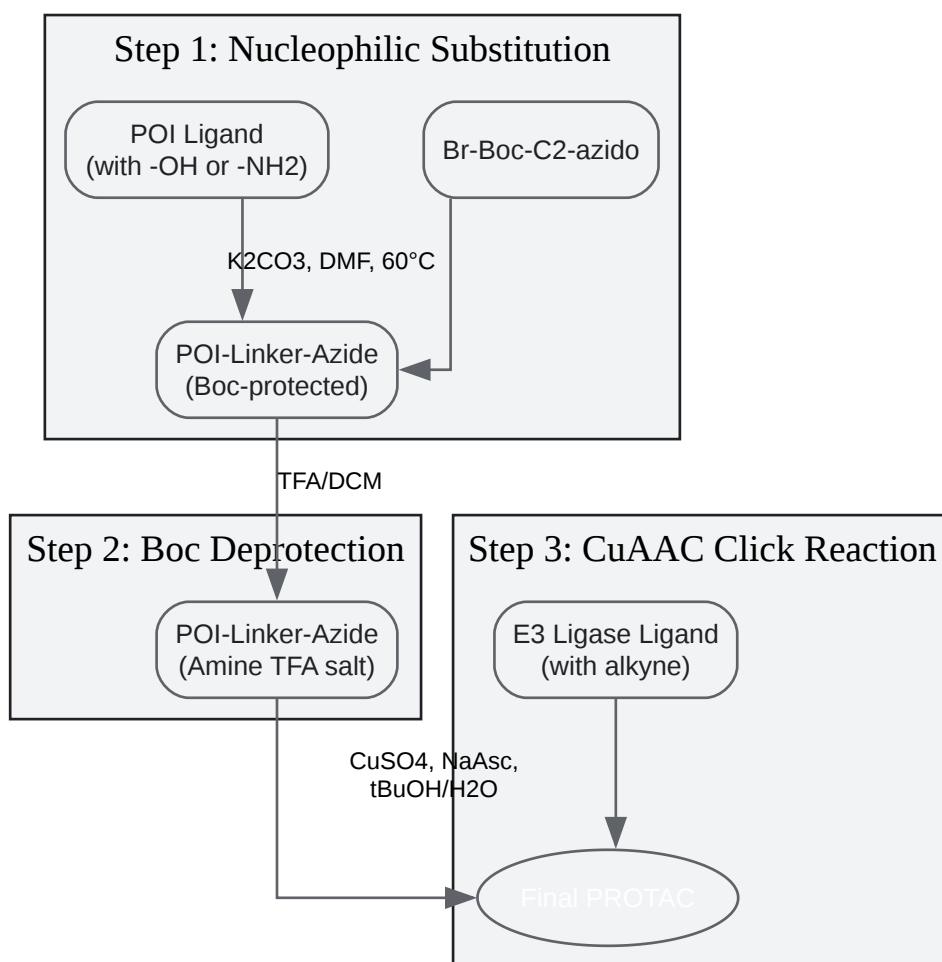 Step 1: Nucleophilic Substitution
POI Ligand
(with -OH or -NH2)
Br-Boc-C2-azido
K2CO3, DMF, 60°C
POI-Linker-Azide
(Boc-protected)
TFA/DCM
Step 2: Boc Deprotection
POI-Linker-Azide
(Amine TFA salt)
Step 3: CuAAC Click Reaction
E3 Ligase Ligand
(with alkyne)
CuSO4, NaAsc,
tBuOH/H2O
Final PROTAC